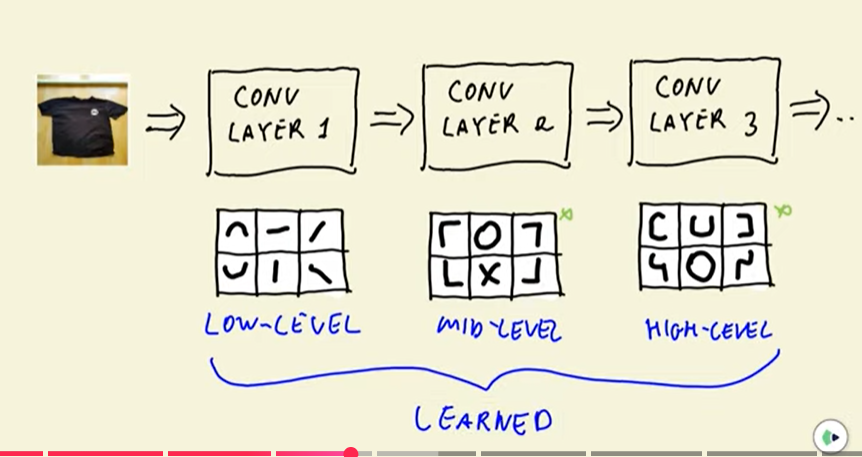 CONV
LAYER 1
CONV
LAYER 2
CONV
LAYER 3
LOW-LEVEL
MID-LEVEL
HIGH-LEVEL
LEARNED